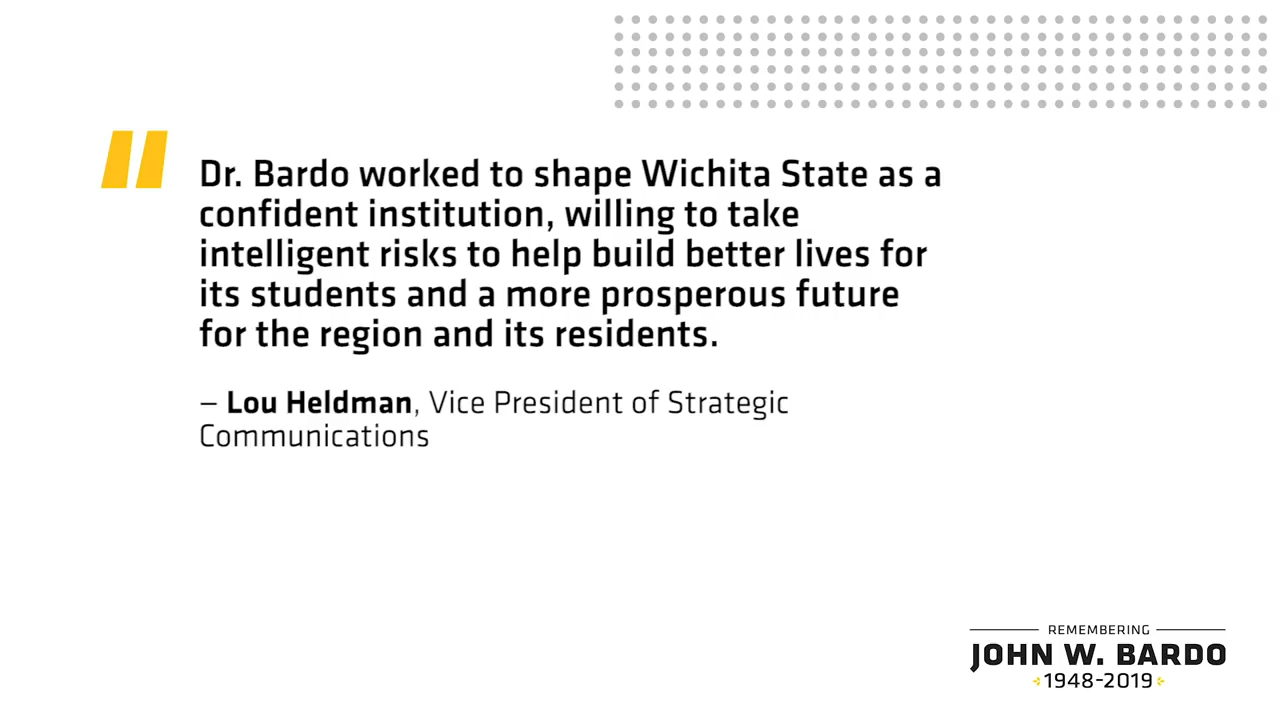 Dr. Bardo worked to shape Wichita State as a
confident institution, willing to take
intelligent risks to help build better lives for
its students and a more prosperous future
for the region and its residents.
– Lou Heldman, Vice President of Strategic
Communications
REMEMBERING
JOHN W. BARDO
1948-2019